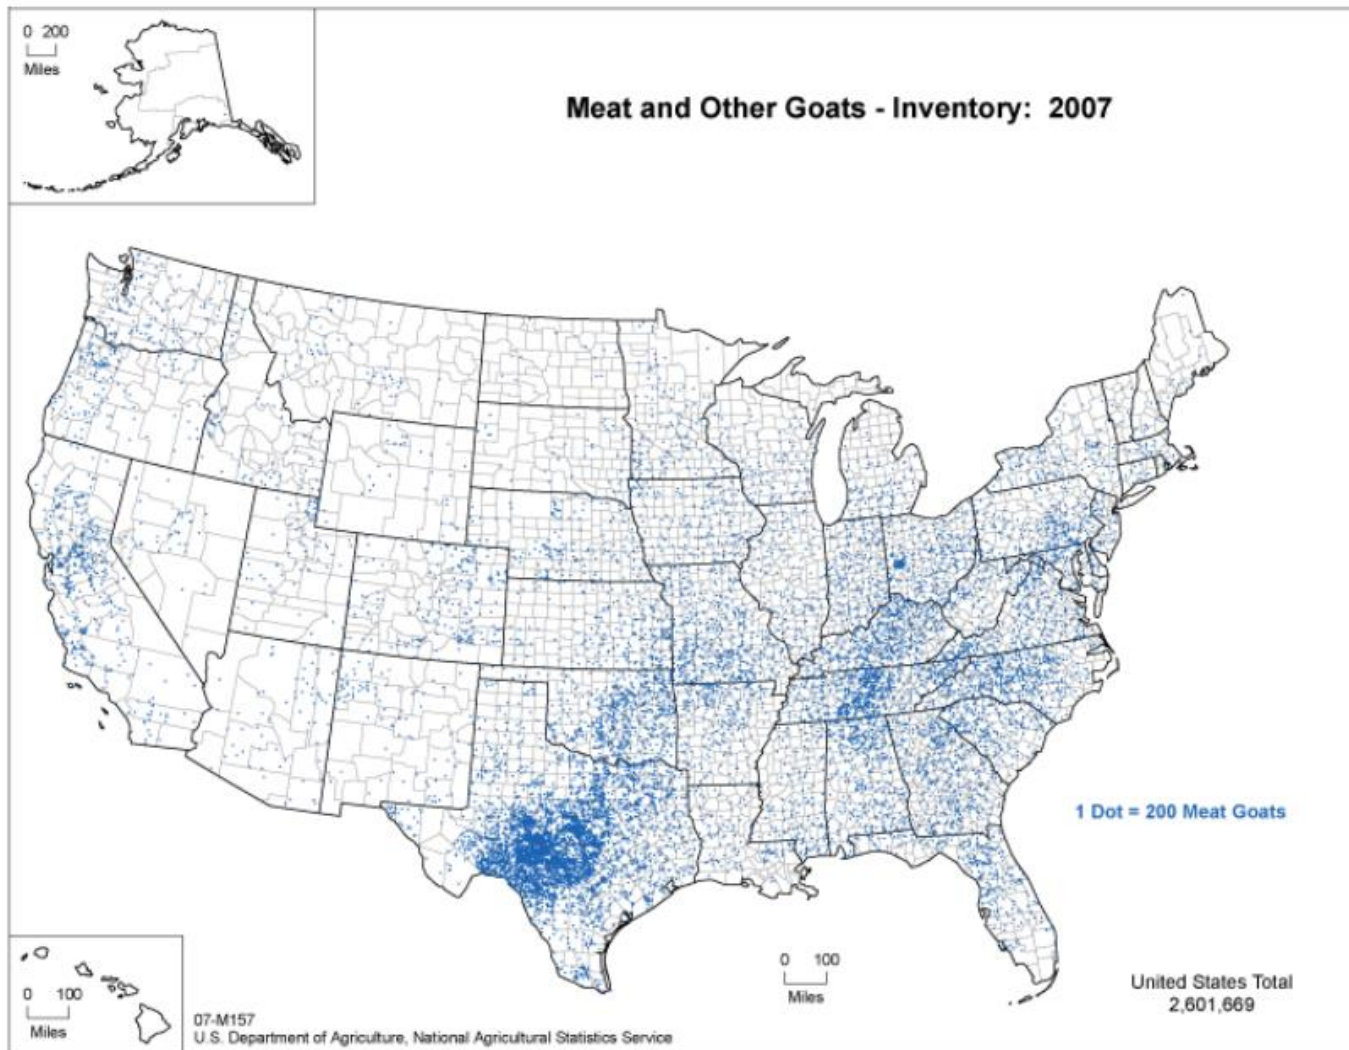 0 200
Miles
Meat and Other Goats - Inventory: 2007
1 Dot = 200 Meat Goats
0 100
Miles
United States Total
2,601,669
0 100
Miles
07-M157
U.S. Department of Agriculture, National Agricultural Statistics Service